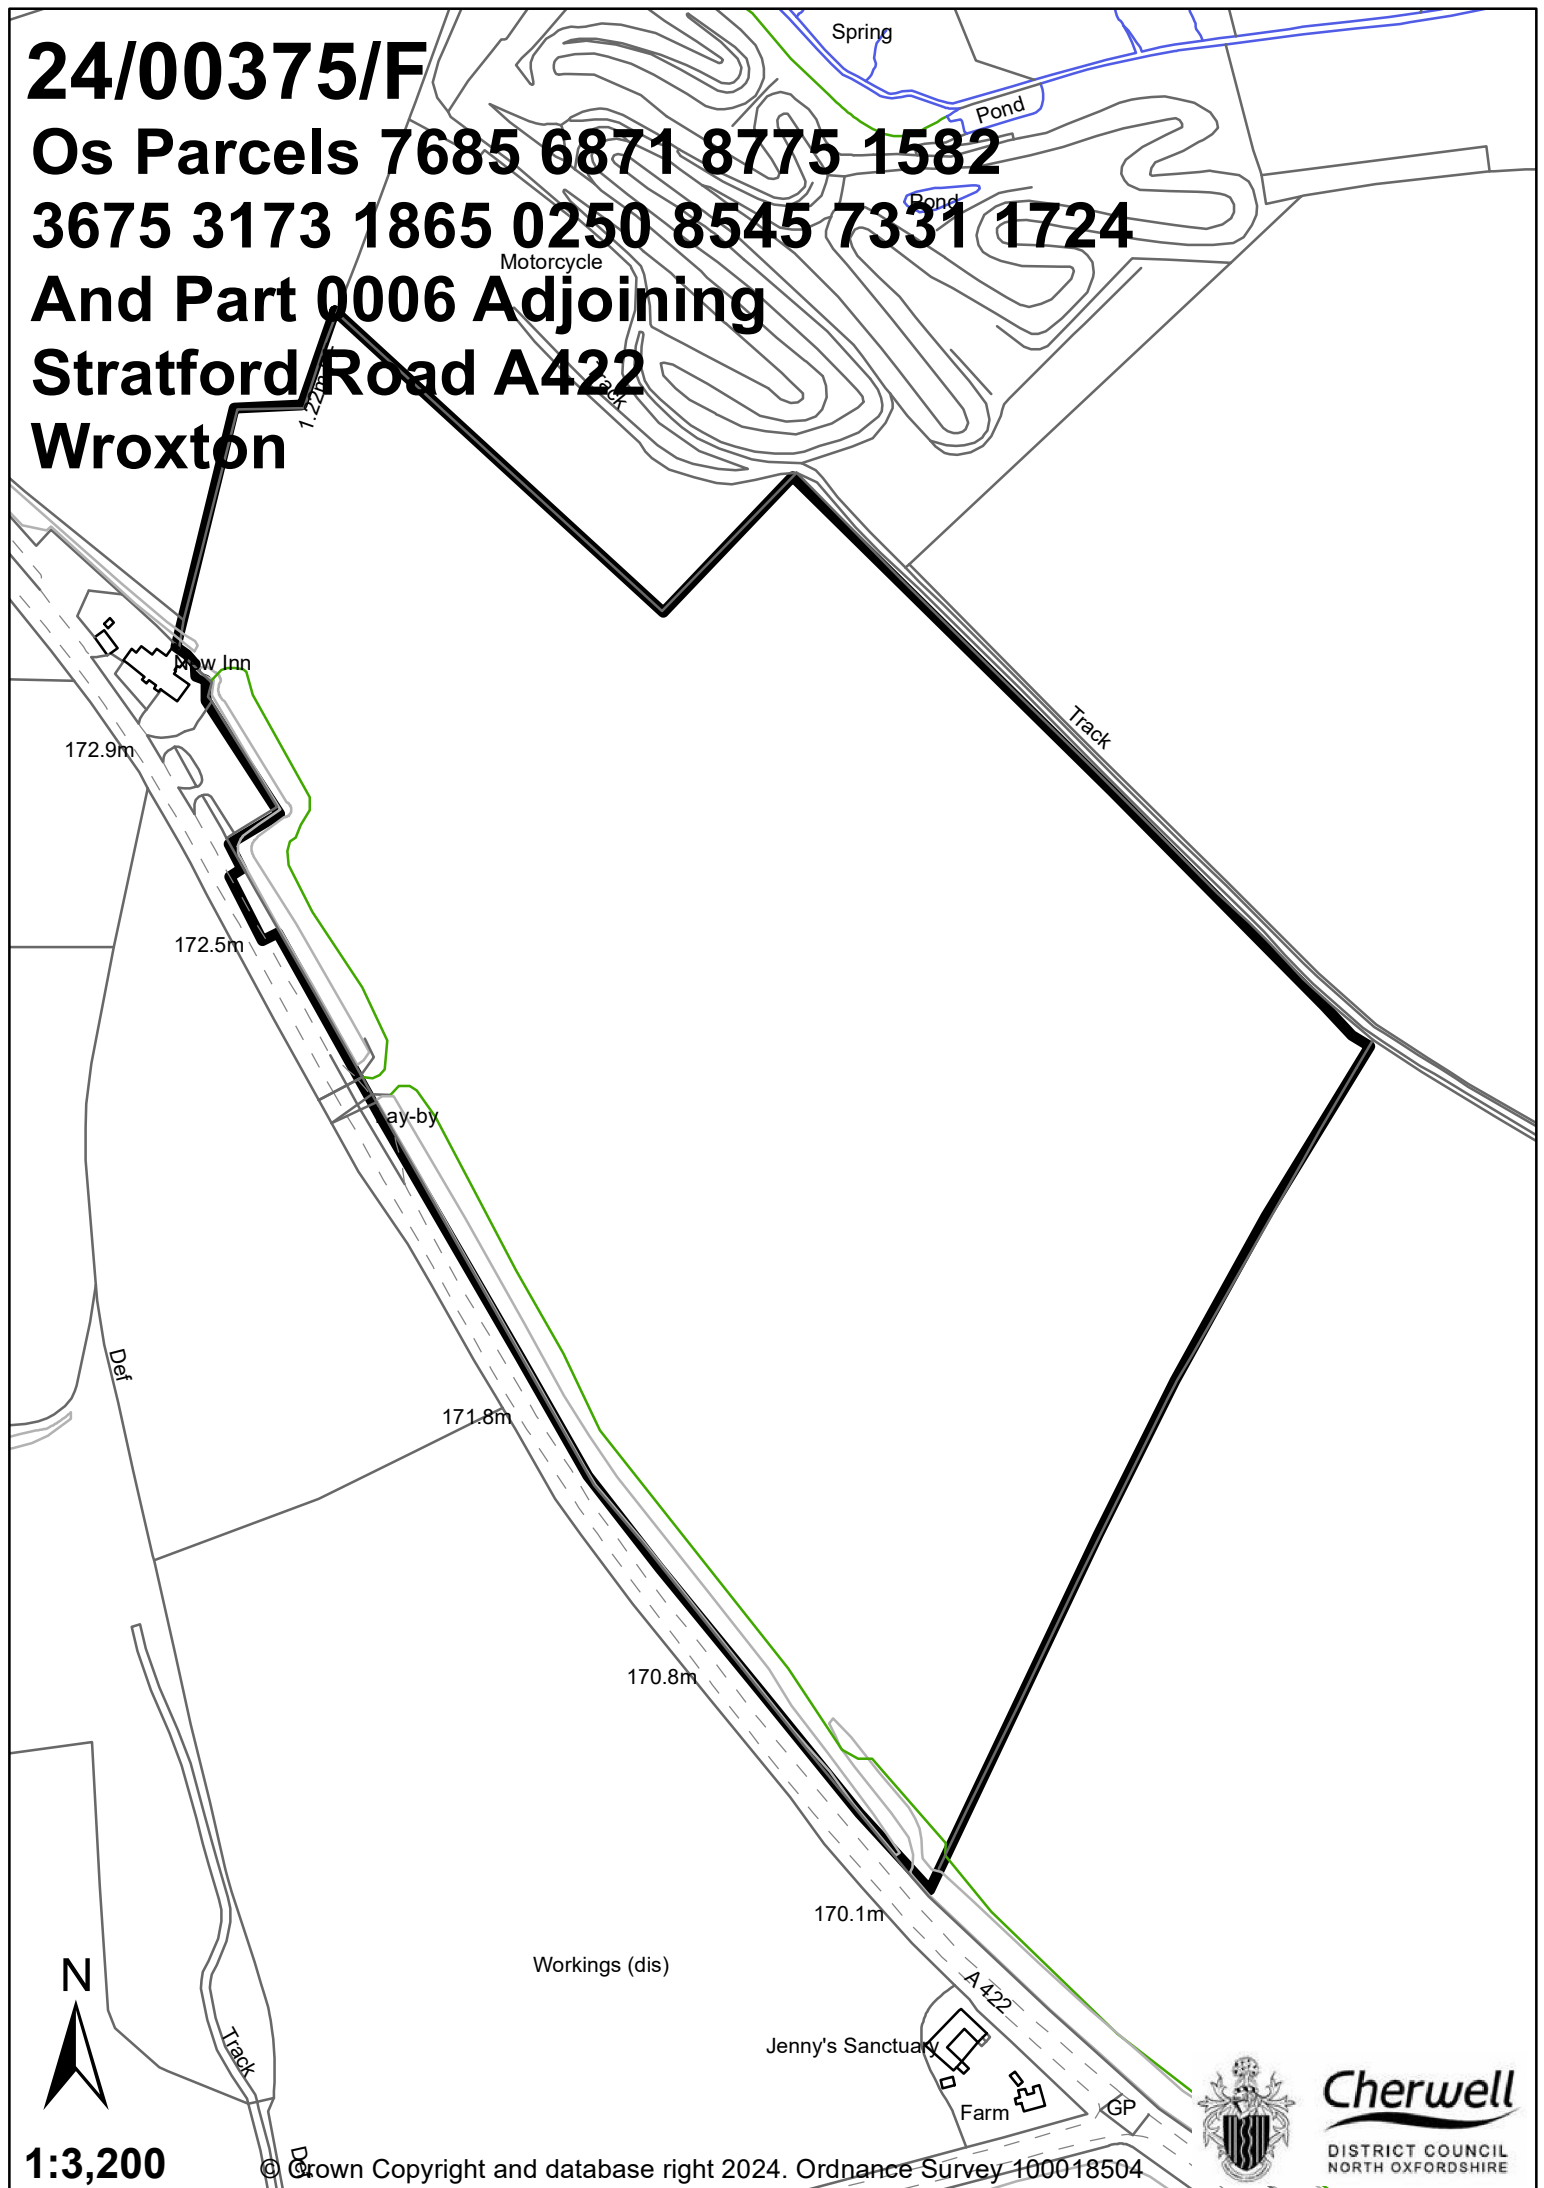 24/00375/F
Os Parcels 7685 6871 8775 1582
3675 3173 1865 0250 8545 7331 1724
And Part 0006 Adjoining
Stratford Road A422
Wroxton
Spring
Pond
Pond
Motorcycle
Track
1.22m
New Inn
172.9m
Track
172.5m
Lay-by
Def
171.8m
170.8m
170.1m
Workings (dis)
A 422
Jenny's Sanctuary
Farm
GP
Track
Def
N
1:3,200
© Crown Copyright and database right 2024. Ordnance Survey 100018504
Cherwell
DISTRICT COUNCIL
NORTH OXFORDSHIRE